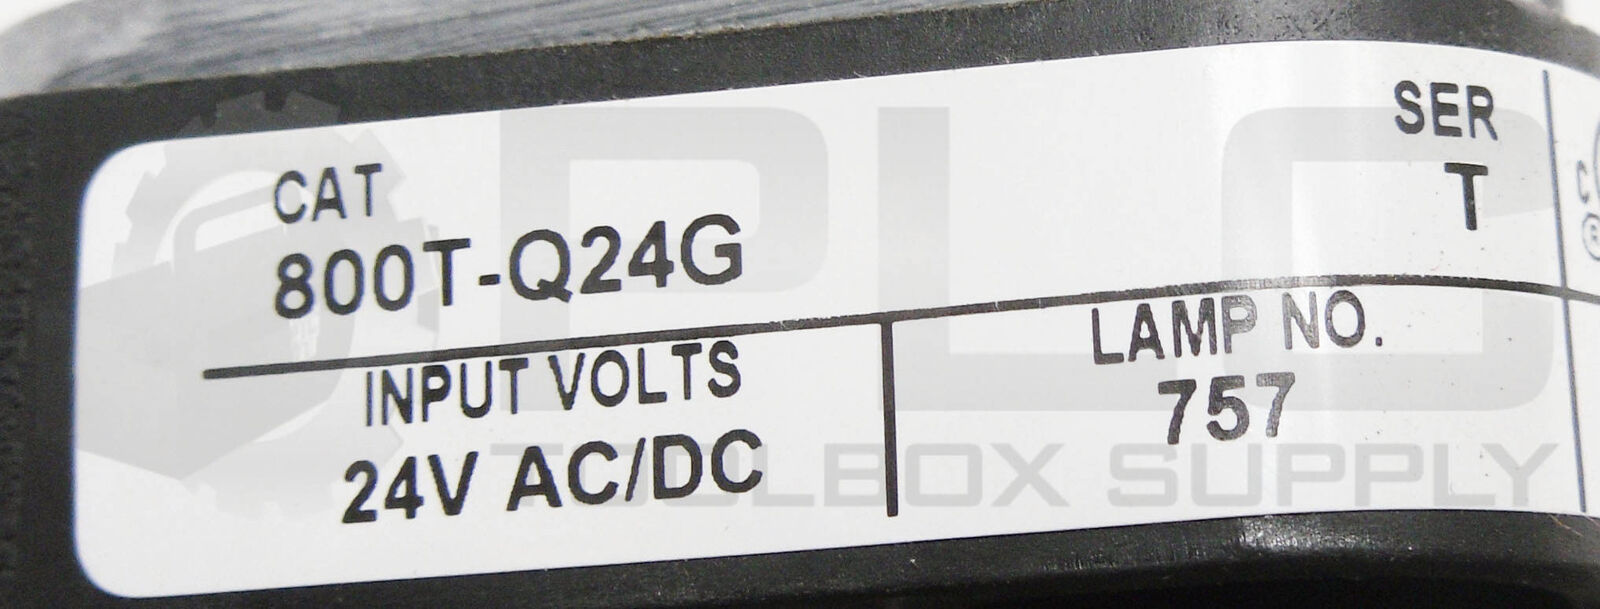 CAT
800T-Q24G
SER
T
INPUT VOLTS
24V AC/DC
LAMP NO.
757
C
®
PLC
TOOLBOX SUPPLY